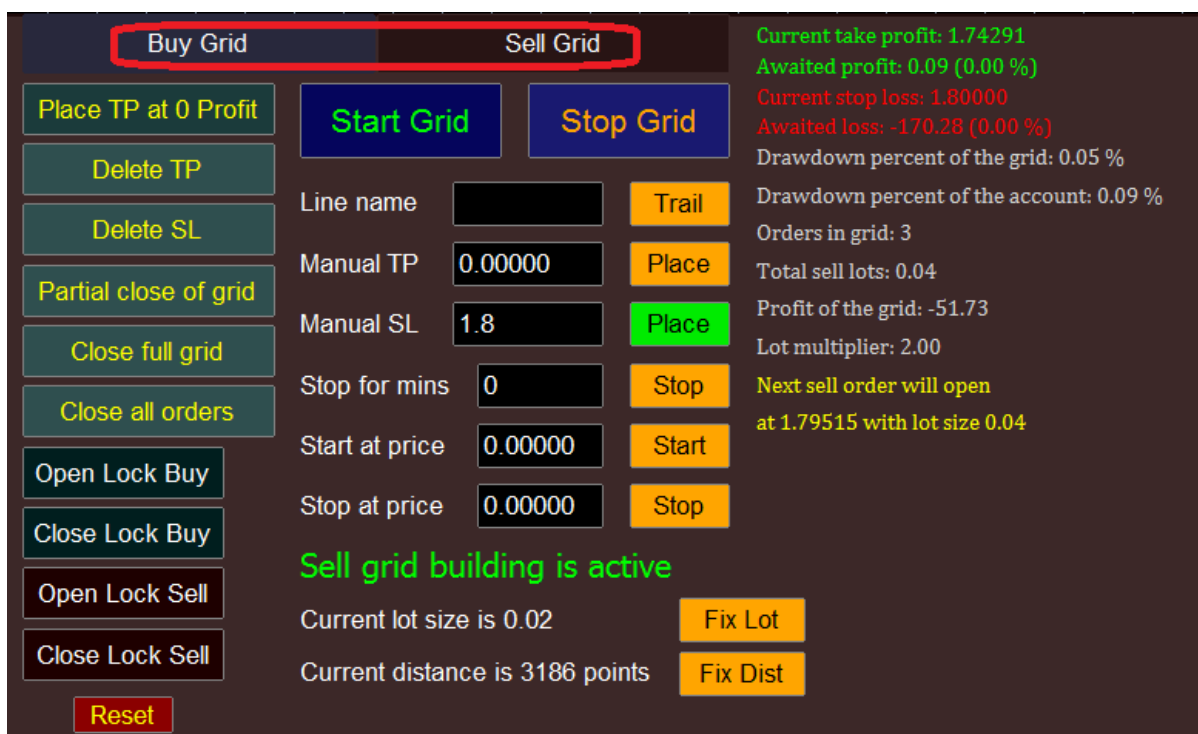 Buy Grid
Sell Grid
Place TP at 0 Profit
Delete TP
Delete SL
Partial close of grid
Close full grid
Close all orders
Open Lock Buy
Close Lock Buy
Open Lock Sell
Close Lock Sell
Reset
Start Grid
Stop Grid
Line name
Trail
Manual TP 0.00000 Place
Manual SL 1.8 Place
Stop for mins 0 Stop
Start at price 0.00000 Start
Stop at price 0.00000 Stop
Sell grid building is active
Current lot size is 0.02 Fix Lot
Current distance is 3186 points Fix Dist
Current take profit: 1.74291
Awaited profit: 0.09 (0.00 %)
Current stop loss: 1.80000
Awaited loss: -170.28 (0.00 %)
Drawdown percent of the grid: 0.05 %
Drawdown percent of the account: 0.09 %
Orders in grid: 3
Total sell lots: 0.04
Profit of the grid: -51.73
Lot multiplier: 2.00
Next sell order will open
at 1.79515 with lot size 0.04